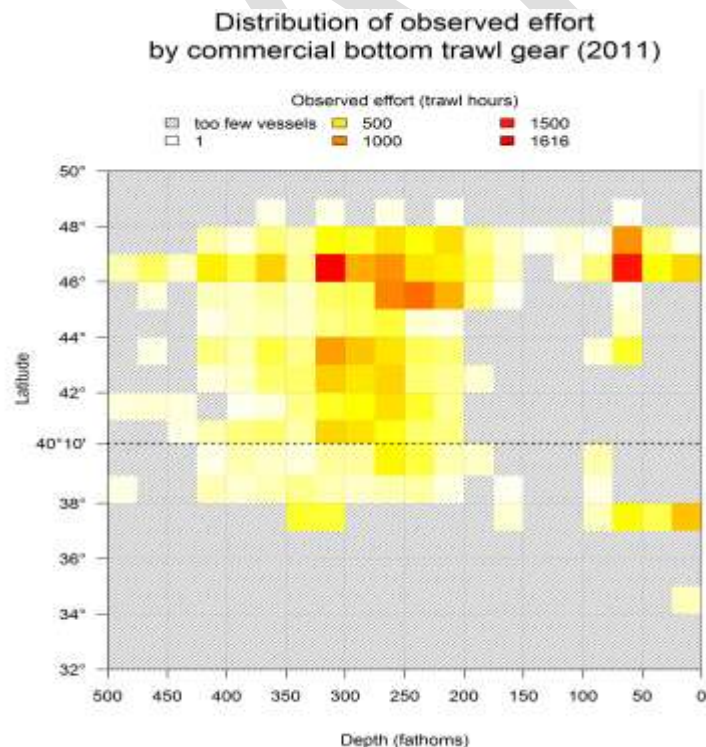 Distribution of observed effort
by commercial bottom trawl gear (2011)
Observed effort (trawl hours)
too few vessels 500 1500
1 1000 1616
50°
48°
46°
44°
42°
40°10'
38°
36°
34°
32°
Latitude
500 450 400 350 300 250 200 150 100 50 0
Depth (fathoms)